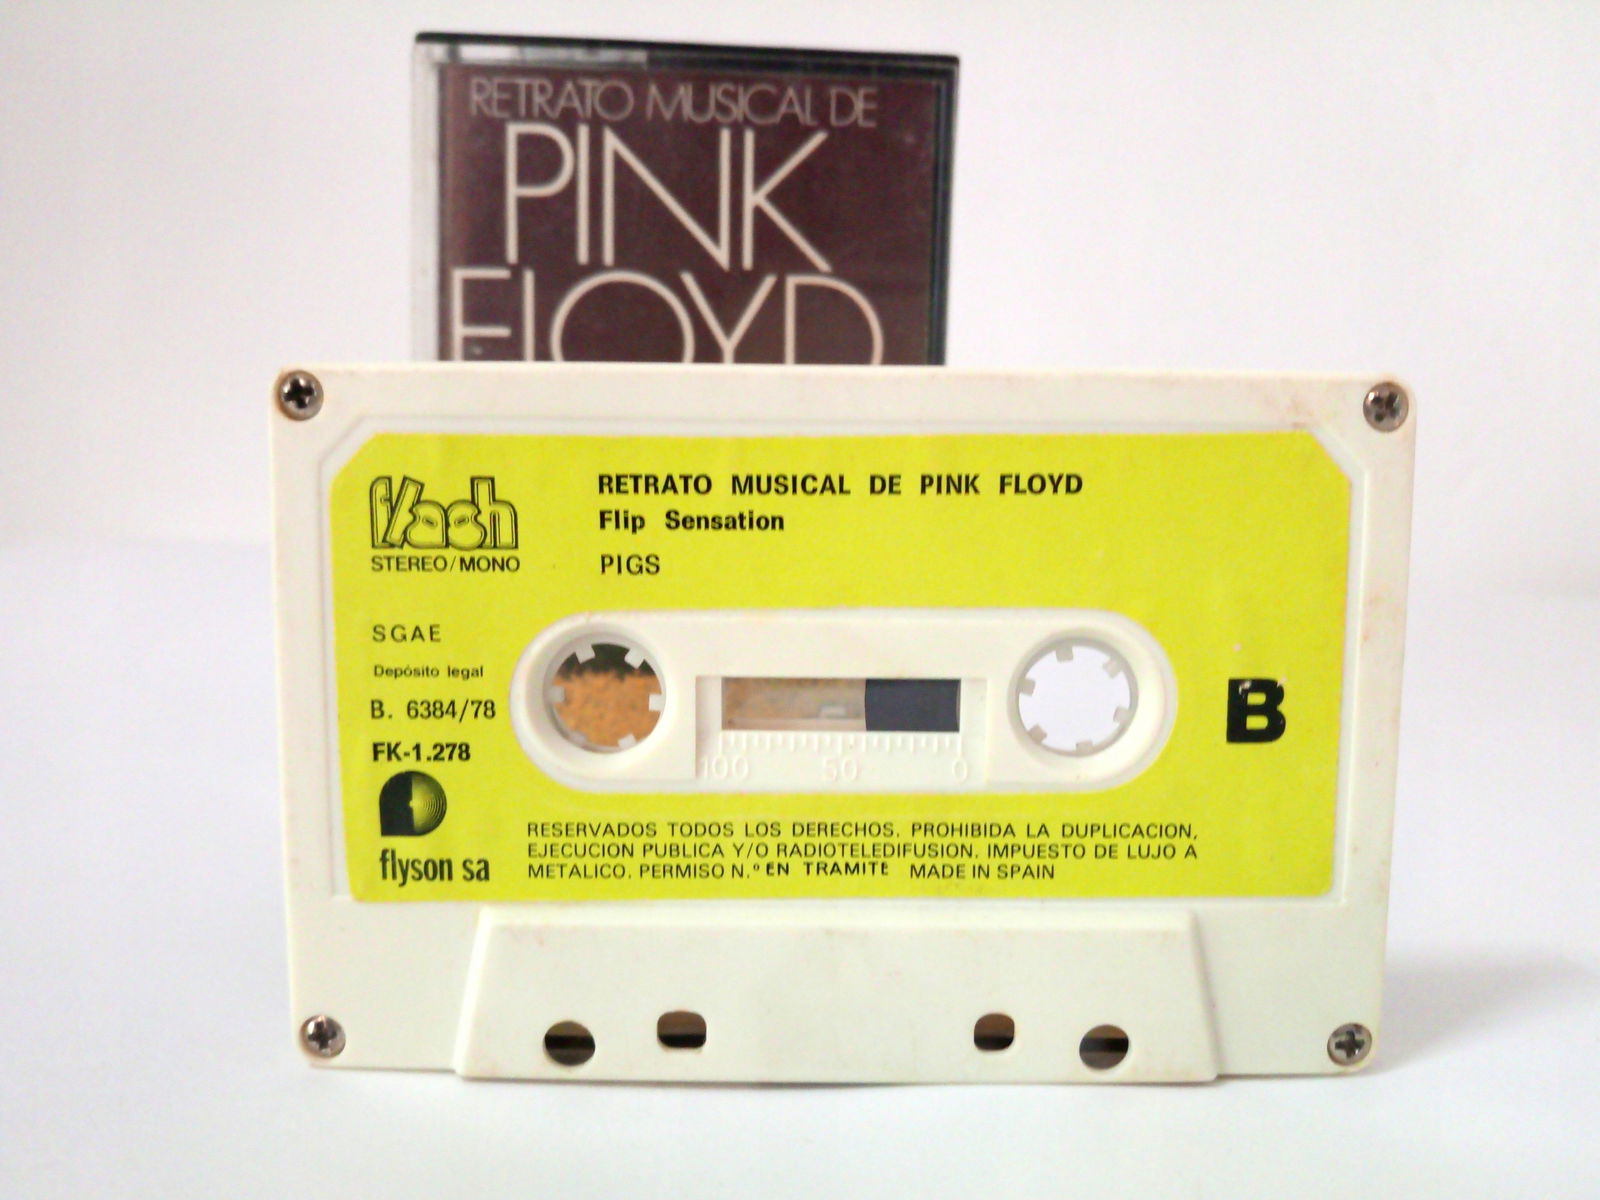 RETRATO MUSICAL DE
PINK
FLOYD
flash
STEREO/MONO
RETRATO MUSICAL DE PINK FLOYD
Flip Sensation
PIGS
SGAE
Depósito legal
B. 6384/78
FK-1.278
flyson sa
B
100 50 0
RESERVADOS TODOS LOS DERECHOS. PROHIBIDA LA DUPLICACION,
EJECUCION PUBLICA Y/O RADIOTELEDIFUSION. IMPUESTO DE LUJO A
METALICO. PERMISO N.º EN TRAMITE MADE IN SPAIN